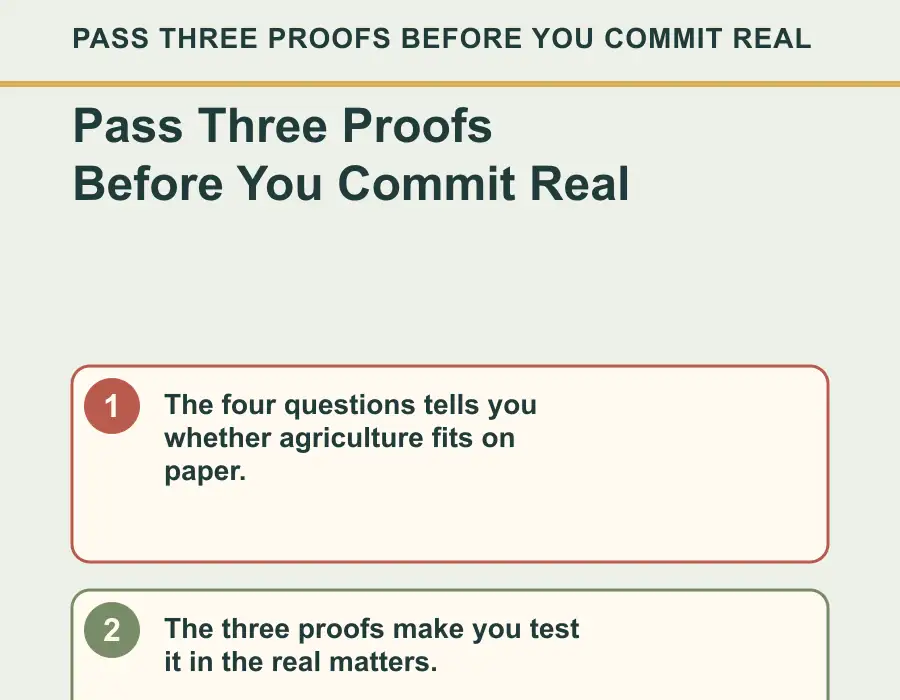 PASS THREE PROOFS BEFORE YOU COMMIT REAL
Pass Three Proofs
Before You Commit Real
1
The four questions tells you
whether agriculture fits on
paper.
2
The three proofs make you test
it in the real matters.